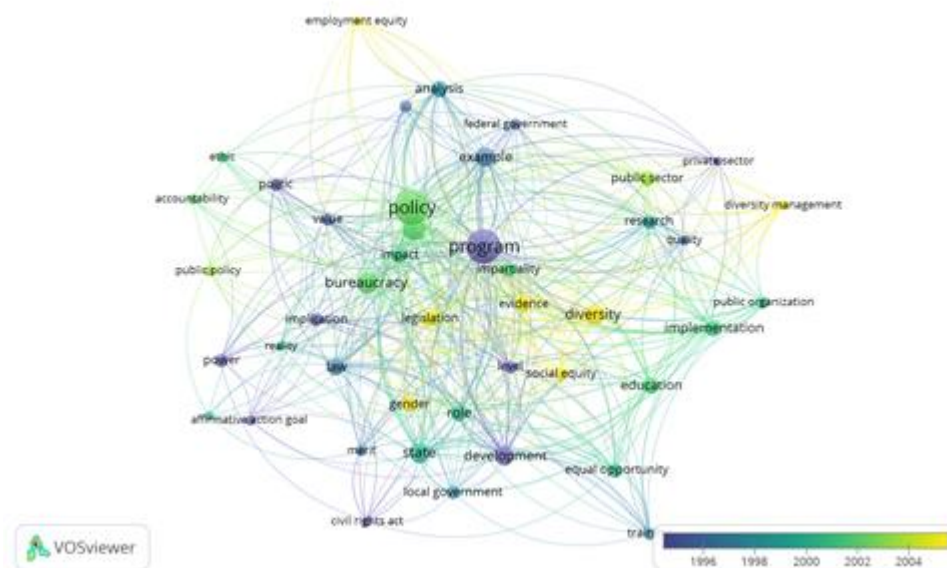 employment equity
analysis
federal government
example
private sector
public sector
politic
accountability
diversity management
policy
value
research
quality
program
impact
impartiality
public policy
bureaucracy
evidence
public organization
diversity
legislation
implication
implementation
reality
power
law
level
social equity
education
gender
role
affirmative action goal
merit
state
development
equal opportunity
local government
civil rights act
VOSviewer
1996 1998 2000 2002 2004